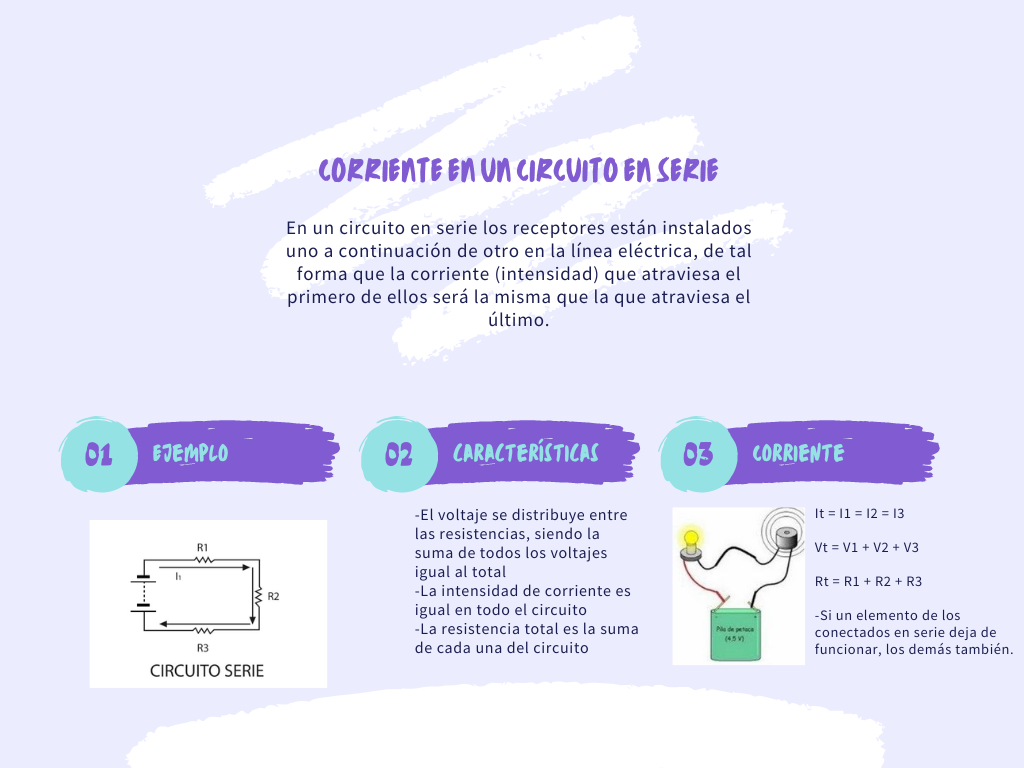 CORRIENTE EN UN CIRCUITO EN SERIE
En un circuito en serie los receptores están instalados
uno a continuación de otro en la línea eléctrica, de tal
forma que la corriente (intensidad) que atraviesa el
primero de ellos será la misma que la que atraviesa el
último.
01 EJEMPLO
R1
I1
R2
R3
CIRCUITO SERIE
02 CARACTERÍSTICAS
-El voltaje se distribuye entre
las resistencias, siendo la
suma de todos los voltajes
igual al total
-La intensidad de corriente es
igual en todo el circuito
-La resistencia total es la suma
de cada una del circuito
03 CORRIENTE
Pila de petaca
(4,5 V)
It = I1 = I2 = I3
Vt = V1 + V2 + V3
Rt = R1 + R2 + R3
-Si un elemento de los
conectados en serie deja de
funcionar, los demás también.